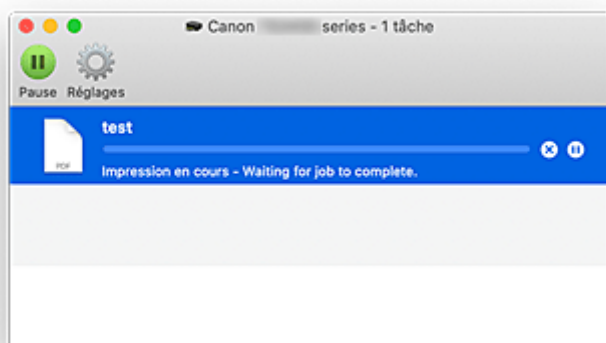 Canon series - 1 tâche
Pause Réglages
test
PDF
Impression en cours - Waiting for job to complete.